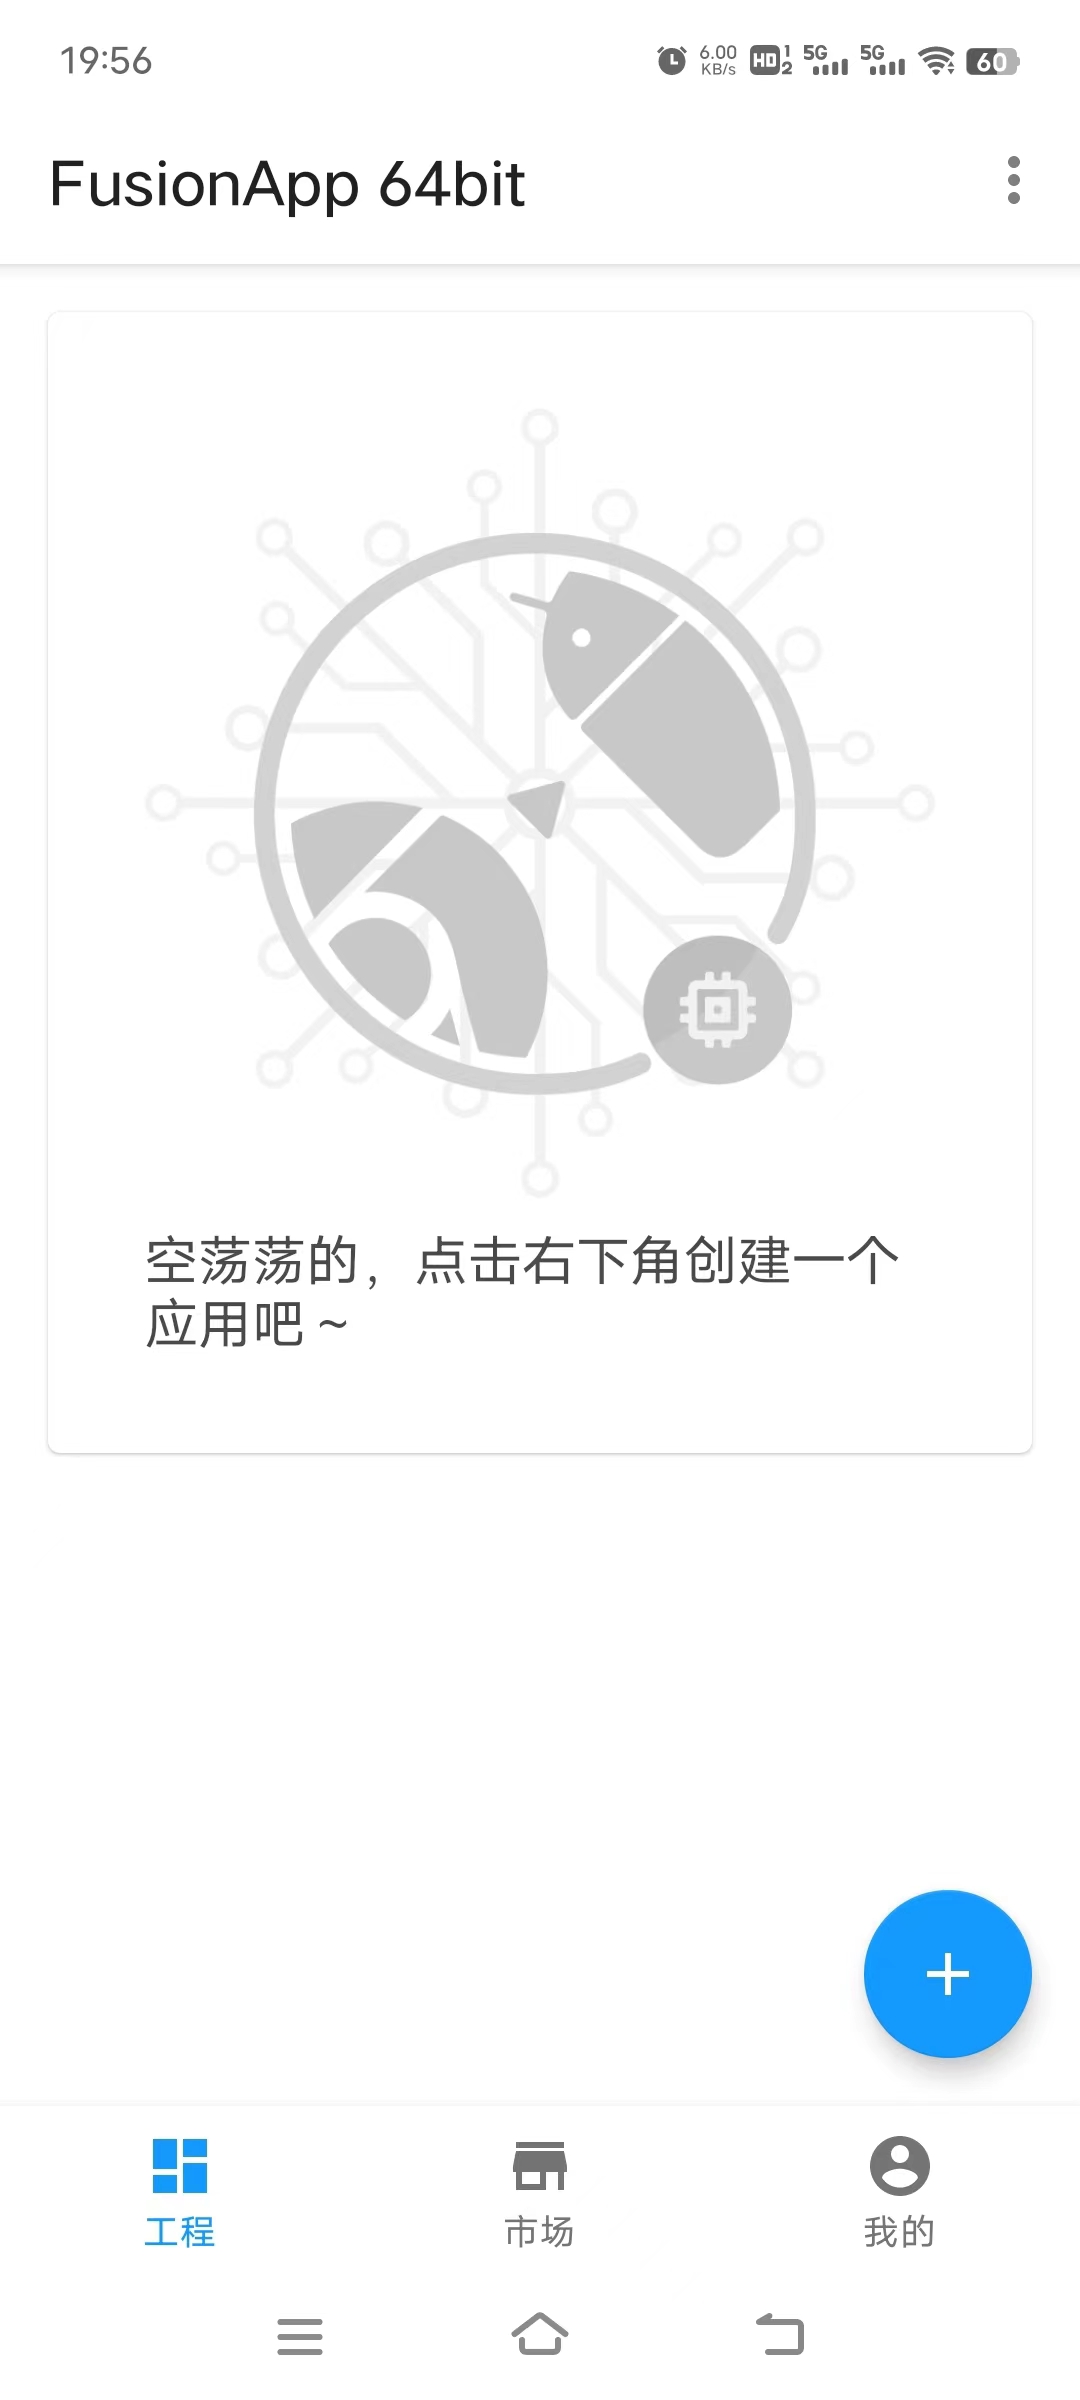 19:56
6.00
KB/s
HD
1
2
5G
5G
60
FusionApp 64bit
空荡荡的，点击右下角创建一个
应用吧 ~
工程
市场
我的